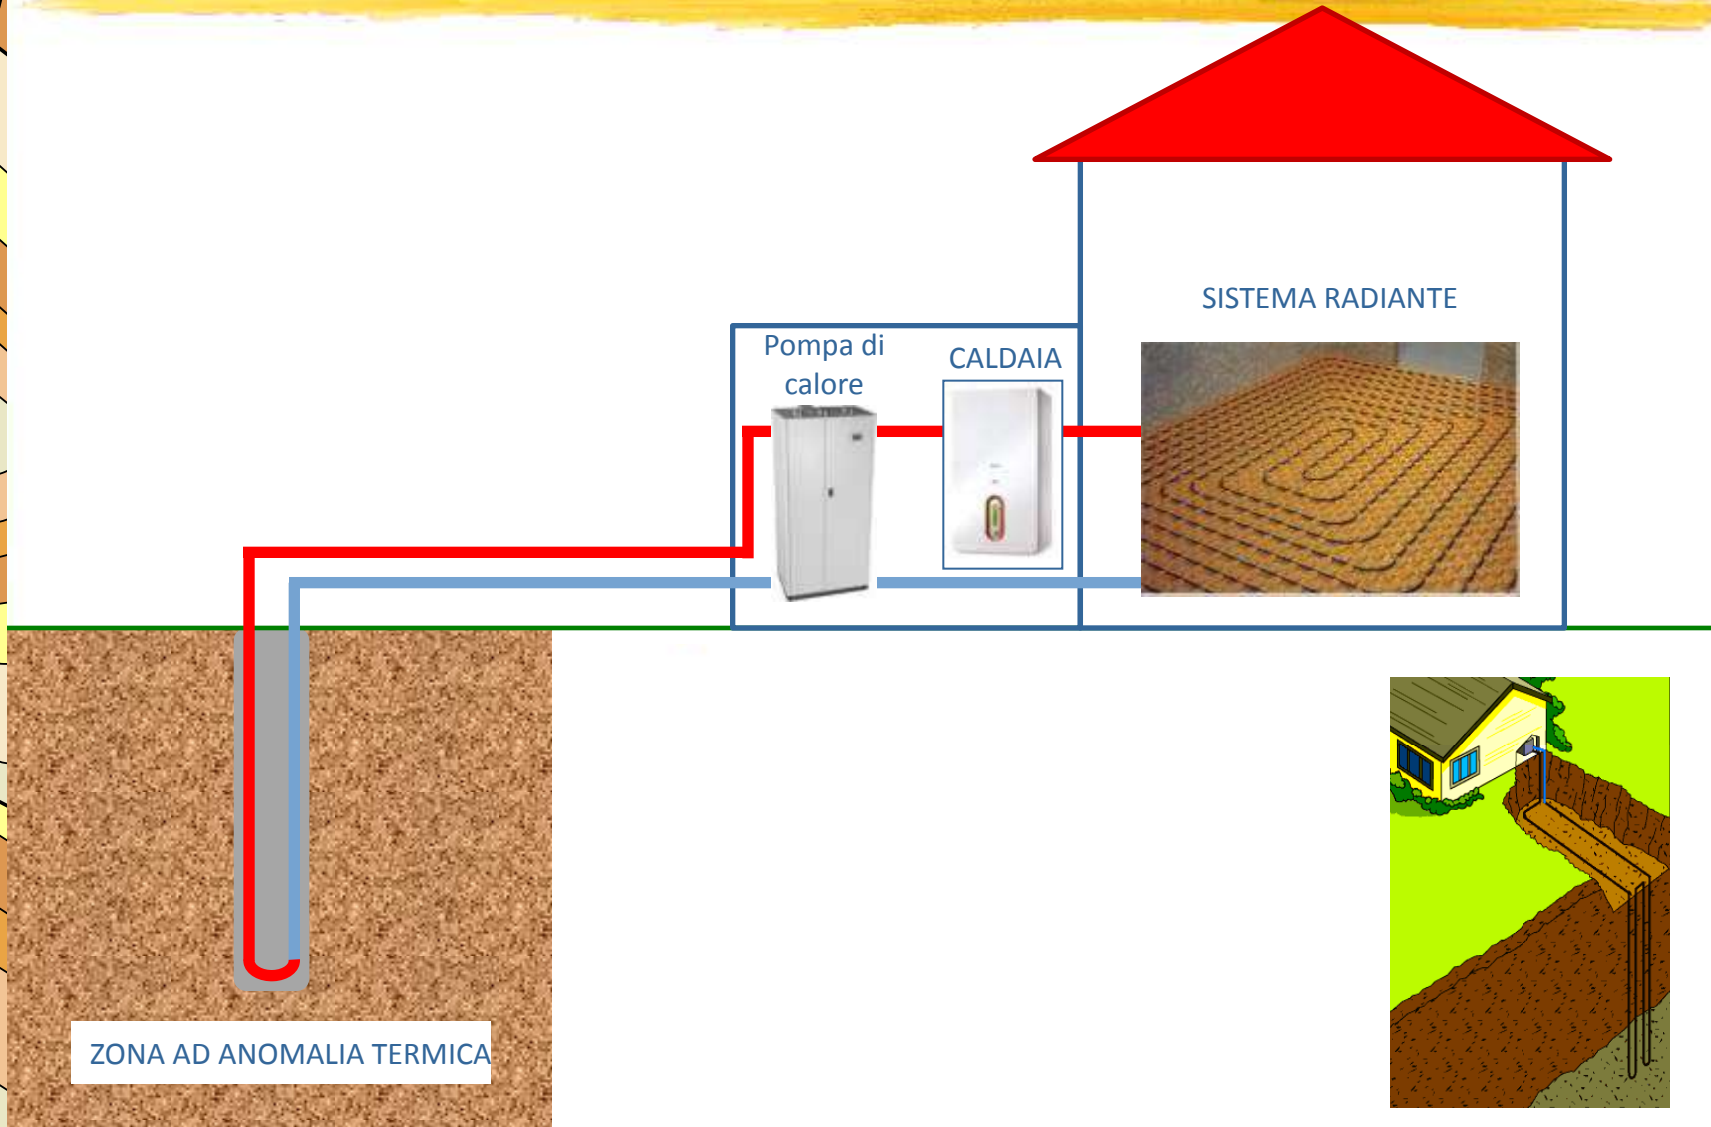 SISTEMA RADIANTE
Pompa di
calore
CALDAIA
ZONA AD ANOMALIA TERMICA